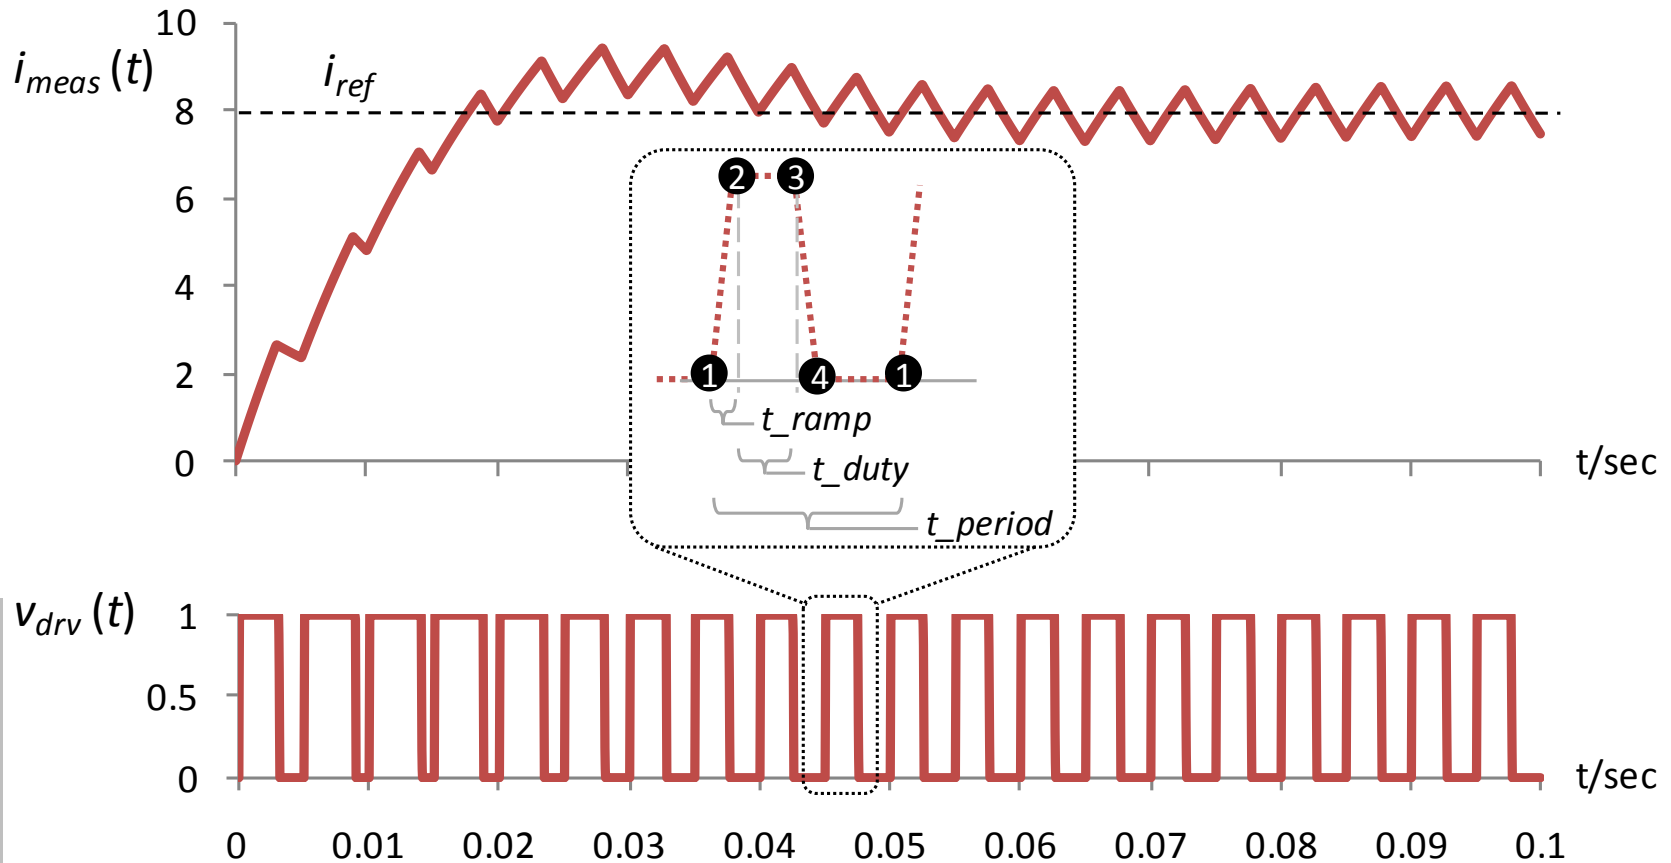 10
i_meas (t)
i_ref
8
6
4
2
0
t/sec
2 3
1 4 1
t_ramp
t_duty
t_period
v_drv (t)
1
0.5
0
t/sec
0 0.01 0.02 0.03 0.04 0.05 0.06 0.07 0.08 0.09 0.1